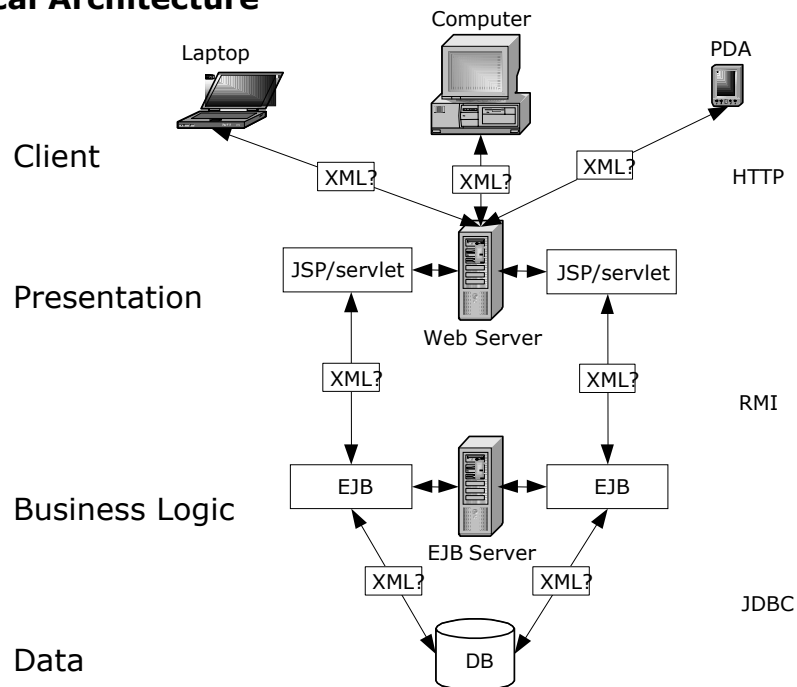 cal Architecture
Computer
Laptop
PDA
Client
XML?
XML?
XML?
HTTP
JSP/servlet
JSP/servlet
Presentation
Web Server
XML?
XML?
RMI
EJB
EJB
Business Logic
EJB Server
XML?
XML?
JDBC
Data
DB